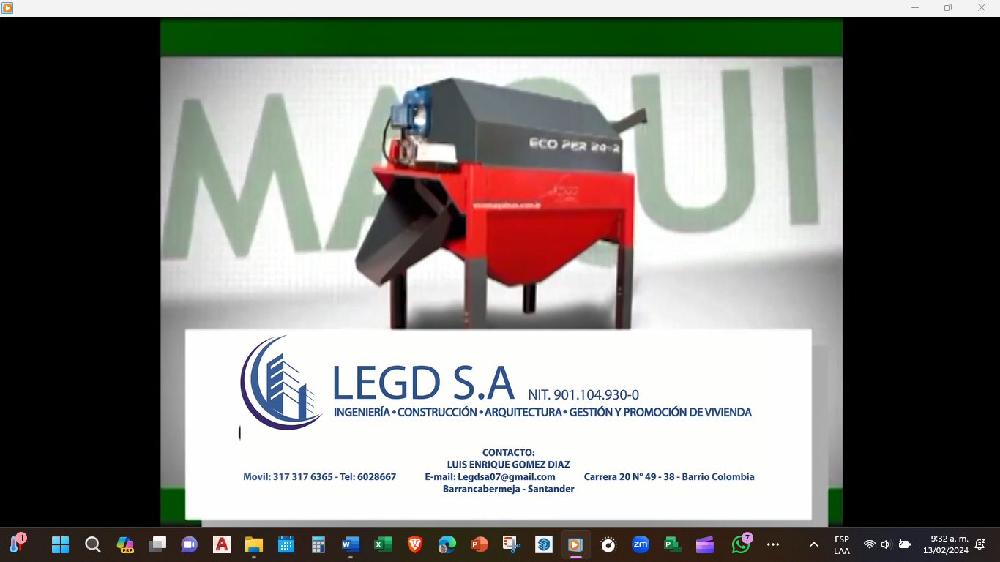 MAQUI
ECO PER 24-2
LEGD S.A NIT. 901.104.930-0
INGENIERÍA • CONSTRUCCIÓN • ARQUITECTURA • GESTIÓN Y PROMOCIÓN DE VIVIENDA
CONTACTO:
LUIS ENRIQUE GOMEZ DIAZ
Movil: 317 317 6365 - Tel: 6028667 E-mail: Legdsa07@gmail.com Carrera 20 N° 49 - 38 - Barrio Colombia
Barrancabermeja - Santander
1
PRE
A
W
X
P
zm
P
7
ESP
LAA
9:32 a. m.
13/02/2024